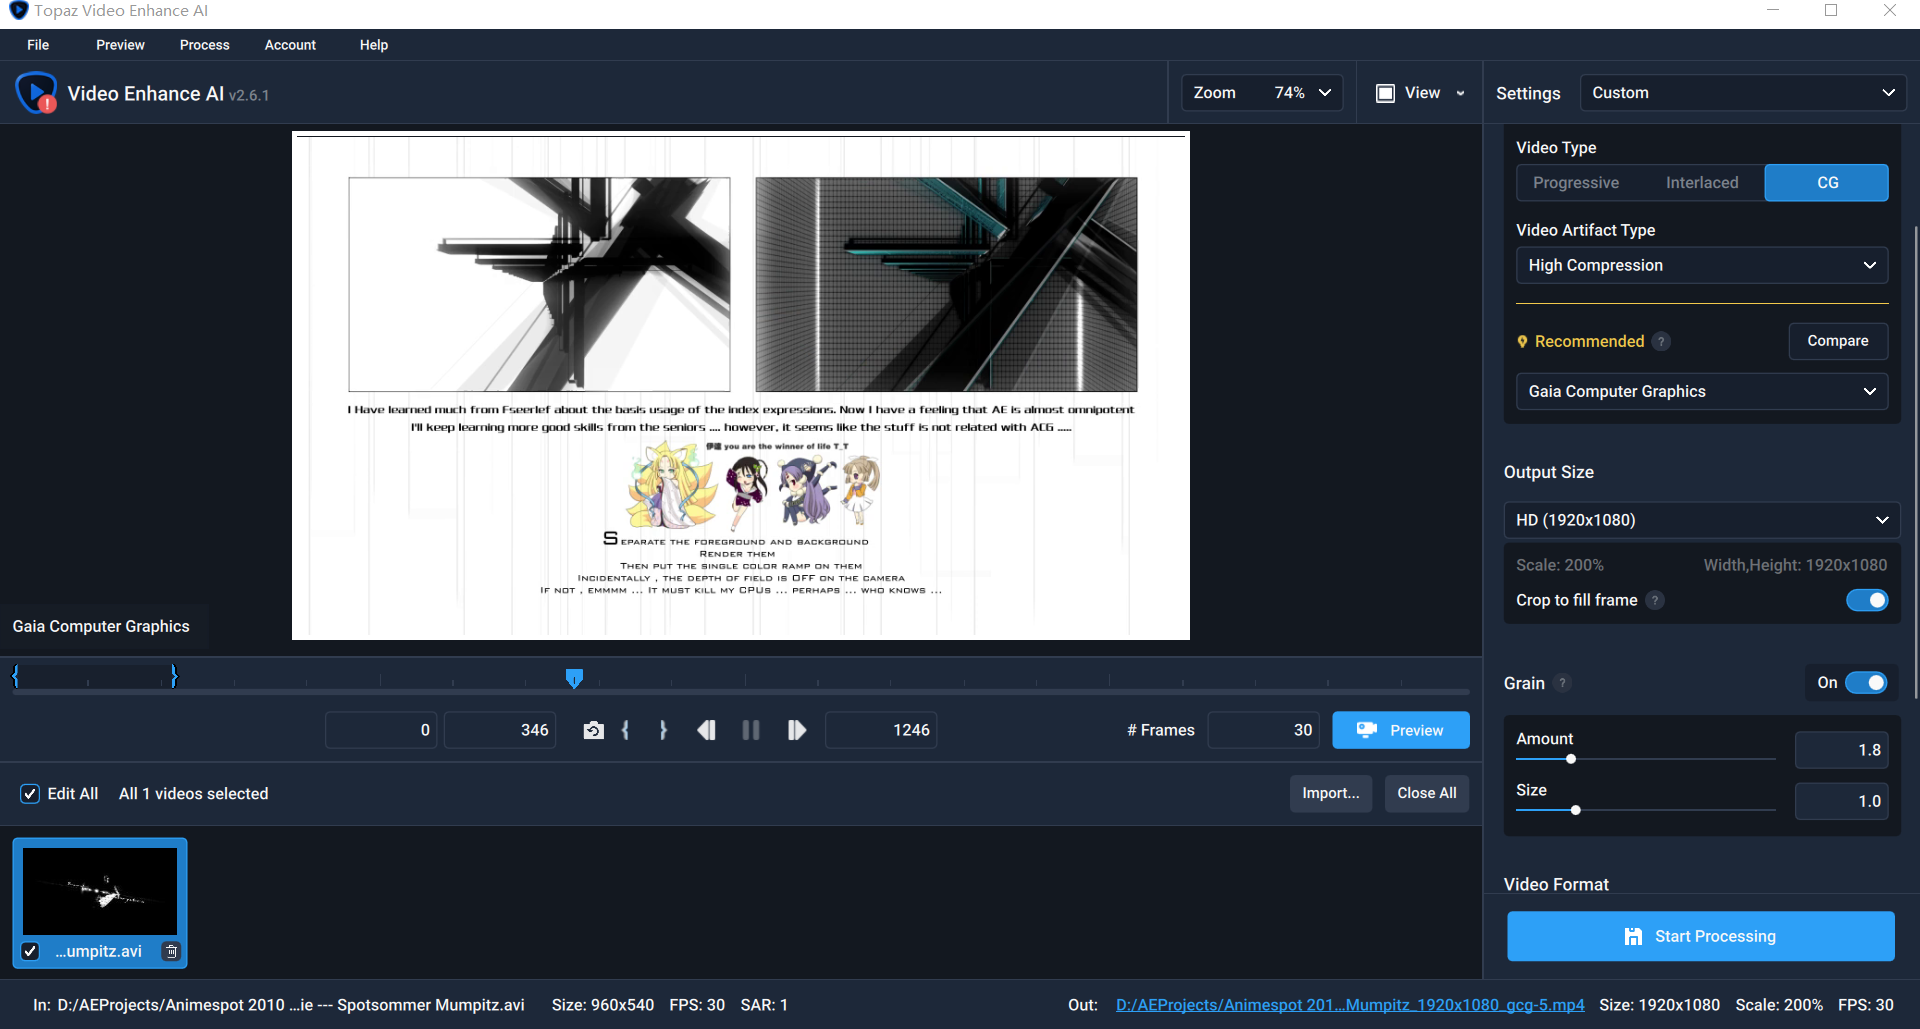 Topaz Video Enhance AI
File Preview Process Account Help
Video Enhance AI v2.6.1
Zoom 74%
View
Settings Custom
Video Type
Progressive Interlaced CG
Video Artifact Type
High Compression
Recommended ? Compare
Gaia Computer Graphics
Output Size
HD (1920x1080)
Scale: 200% Width,Height: 1920x1080
Crop to fill frame ?
Grain ? On
Amount 1.8
Size 1.0
Video Format
Start Processing
I Have learned much from Fseerlef about the basis usage of the index expressions. Now I have a feeling that AE is almost omnipotent
I'll keep learning more good skills from the seniors .... however, it seems like the stuff is not related with ACG .....
you are the winner of life T_T
SEPARATE THE FOREGROUND AND BACKGROUND
RENDER THEM
THEN PUT THE SINGLE COLOR RAMP ON THEM
INCIDENTALLY , THE DEPTH OF FIELD IS OFF ON THE CAMERA
IF NOT , EMMMM ... IT MUST KILL MY CPUS ... PERHAPS ... WHO KNOWS ...
Gaia Computer Graphics
0 346 1246 # Frames 30 Preview
Edit All All 1 videos selected Import... Close All
...umpitz.avi
In: D:/AEProjects/Animespot 2010 ...ie --- Spotsommer Mumpitz.avi Size: 960x540 FPS: 30 SAR: 1
Out: D:/AEProjects/Animespot 201...Mumpitz_1920x1080_gcg-5.mp4 Size: 1920x1080 Scale: 200% FPS: 30